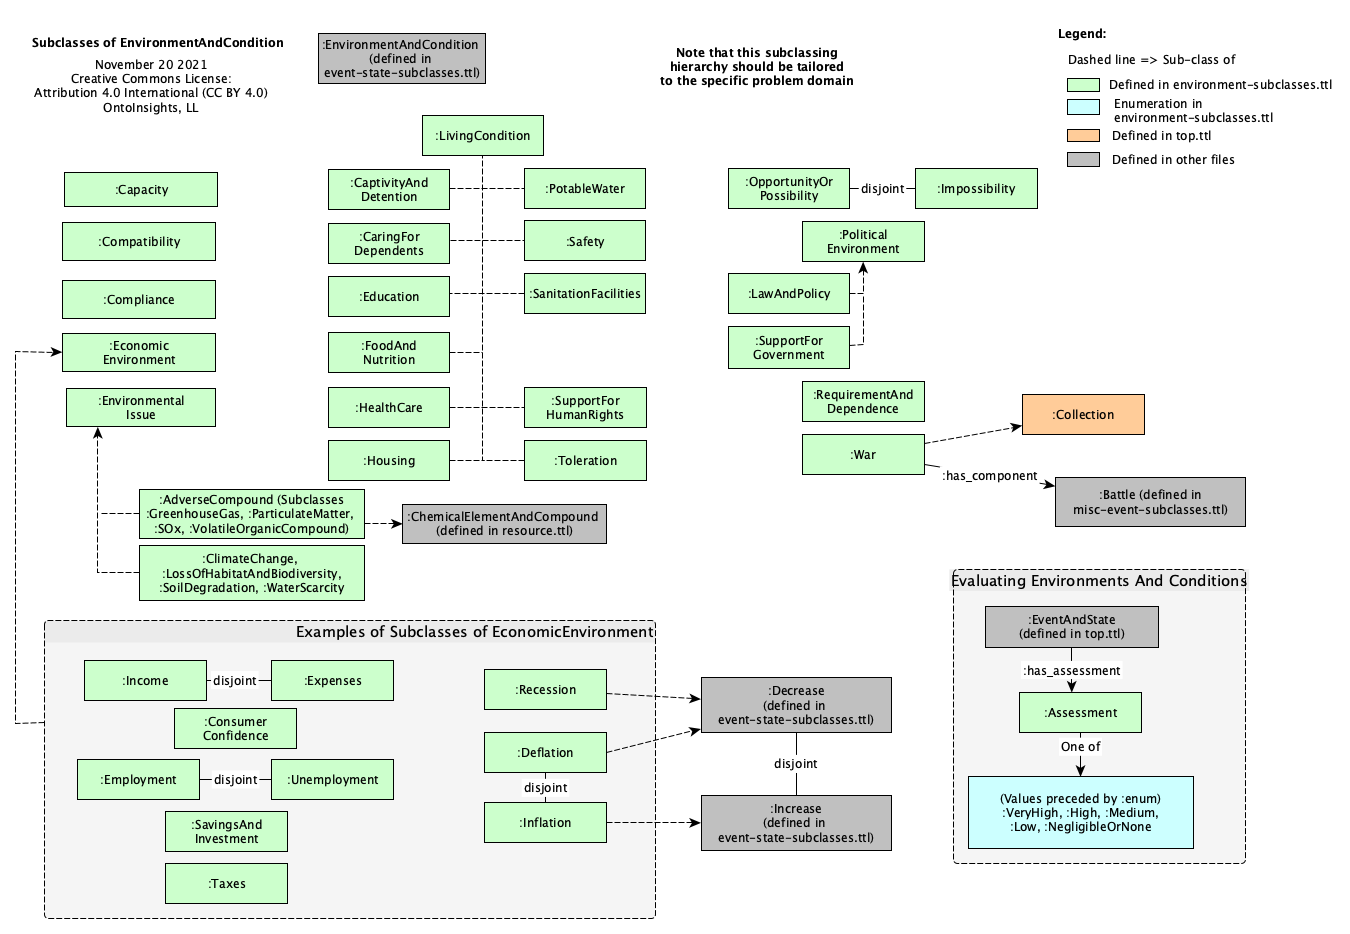 Subclasses of EnvironmentAndCondition
November 20 2021
Creative Commons License:
Attribution 4.0 International (CC BY 4.0)
OntoInsights, LL
:EnvironmentAndCondition
(defined in
event-state-subclasses.ttl)
Note that this subclassing
hierarchy should be tailored
to the specific problem domain
Legend:
Dashed line => Sub-class of
Defined in environment-subclasses.ttl
Enumeration in
environment-subclasses.ttl
Defined in top.ttl
Defined in other files
:Capacity
:Compatibility
:Compliance
:Economic
Environment
:Environmental
Issue
:LivingCondition
:CaptivityAnd
Detention
:PotableWater
:CaringFor
Dependents
:Safety
:Education
:SanitationFacilities
:FoodAnd
Nutrition
:HealthCare
:SupportFor
HumanRights
:Housing
:Toleration
:OpportunityOr
Possibility
disjoint
:Impossibility
:Political
Environment
:LawAndPolicy
:SupportFor
Government
:RequirementAnd
Dependence
:War
:Collection
:has_component
:Battle (defined in
misc-event-subclasses.ttl)
:AdverseCompound (Subclasses
:GreenhouseGas, :ParticulateMatter,
:SOx, :VolatileOrganicCompound)
:ChemicalElementAndCompound
(defined in resource.ttl)
:ClimateChange,
:LossOfHabitatAndBiodiversity,
:SoilDegradation, :WaterScarcity
Examples of Subclasses of EconomicEnvironment
:Income
disjoint
:Expenses
:Consumer
Confidence
:Employment
disjoint
:Unemployment
:SavingsAnd
Investment
:Taxes
:Recession
:Deflation
disjoint
:Inflation
:Decrease
(defined in
event-state-subclasses.ttl)
disjoint
:Increase
(defined in
event-state-subclasses.ttl)
Evaluating Environments And Conditions
:EventAndState
(defined in top.ttl)
:has_assessment
:Assessment
One of
(Values preceded by :enum)
:VeryHigh, :High, :Medium,
:Low, :NegligibleOrNone